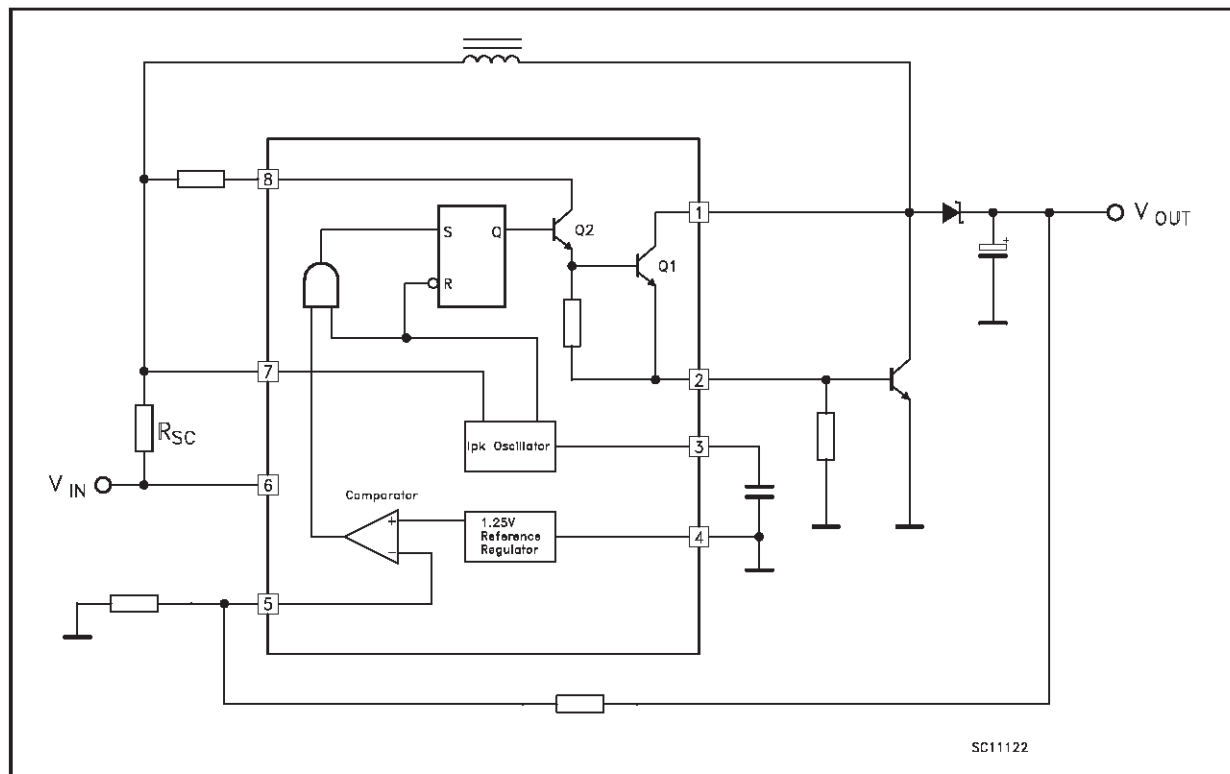 8
1
S
Q
Q2
Q1
R
V OUT
7
2
RSC
Ipk Oscillator
3
V IN
6
Comparator
+
−
1.25V
Reference
Regulator
4
5
+
SC11122